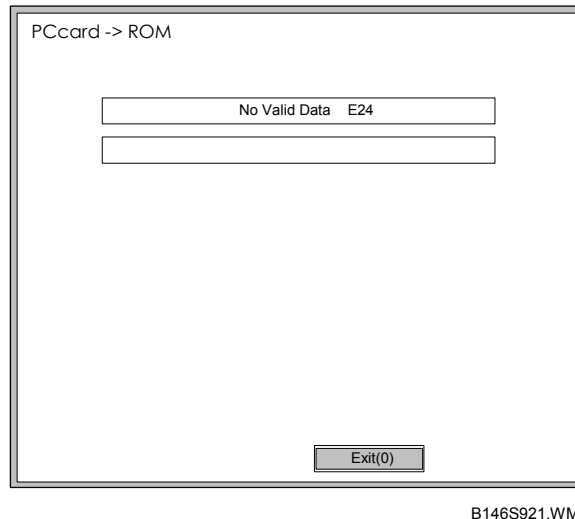 PCcard -> ROM
No Valid Data E24
Exit(0)
B146S921.WM